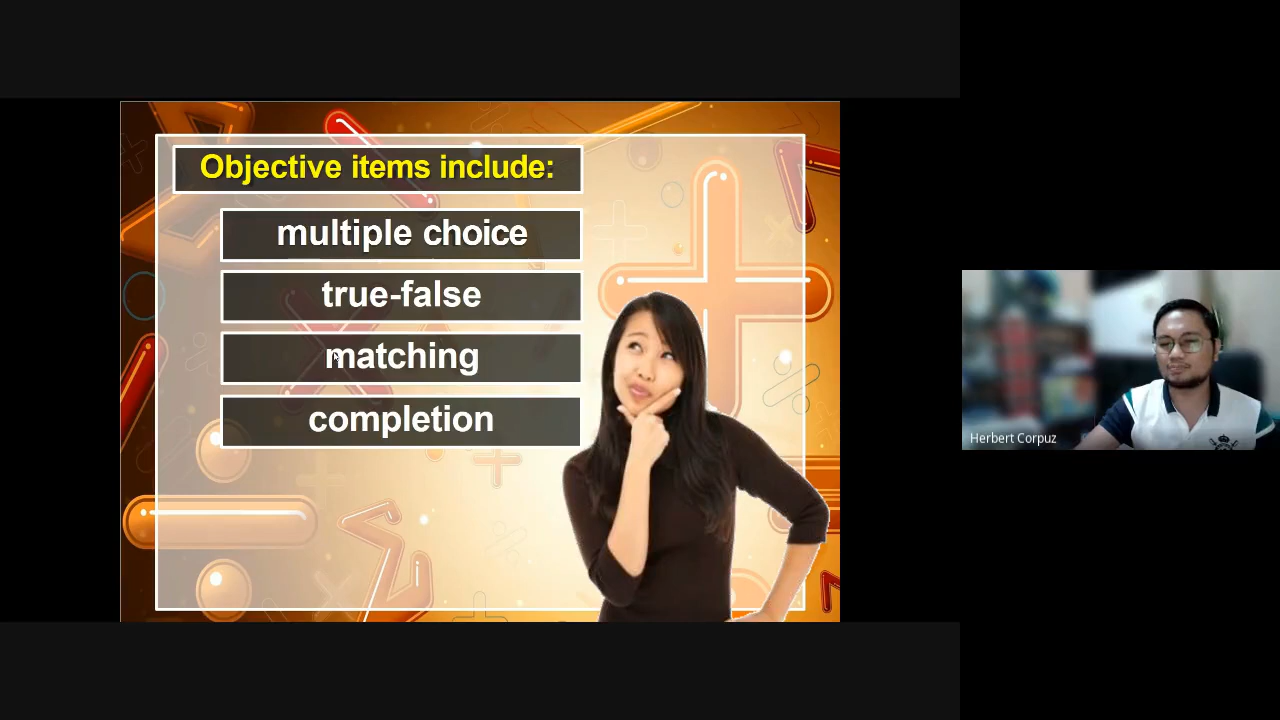 Objective items include:
multiple choice
true-false
matching
completion
Herbert Corpuz